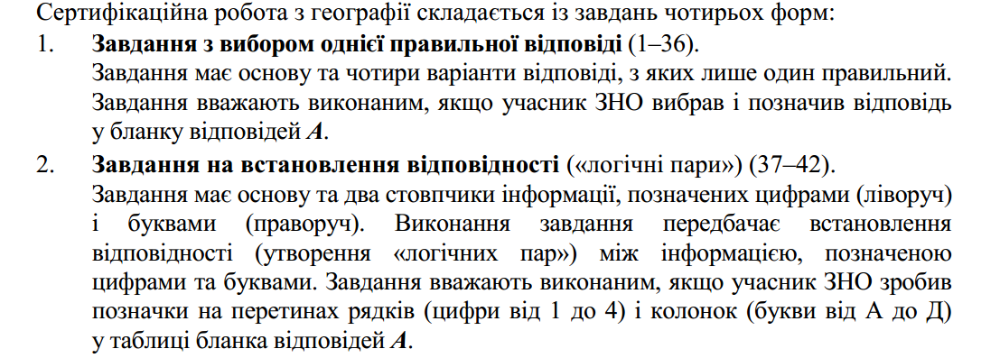 Сертифікаційна робота з географії складається із завдань чотирьох форм:
1. Завдання з вибором однієї правильної відповіді (1–36).
Завдання має основу та чотири варіанти відповіді, з яких лише один правильний.
Завдання вважають виконаним, якщо учасник ЗНО вибрав і позначив відповідь
у бланку відповідей А.
2. Завдання на встановлення відповідності («логічні пари») (37–42).
Завдання має основу та два стовпчики інформації, позначених цифрами (ліворуч)
і буквами (праворуч). Виконання завдання передбачає встановлення
відповідності (утворення «логічних пар») між інформацією, позначеною
цифрами та буквами. Завдання вважають виконаним, якщо учасник ЗНО зробив
позначки на перетинах рядків (цифри від 1 до 4) і колонок (букви від А до Д)
у таблиці бланка відповідей А.